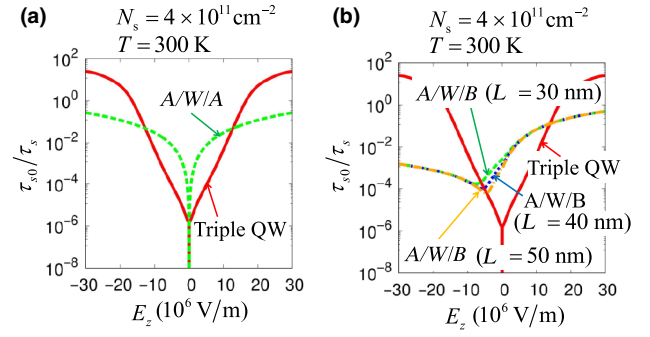 (a)
N_s = 4 × 10^11 cm^−2
T = 300 K
τ_s0/τ_s
10^2
10^0
10^−2
10^−4
10^−6
10^−8
A/W/A
Triple QW
−30 −20 −10 0 10 20 30
E_z (10^6 V/m)
(b)
N_s = 4 × 10^11 cm^−2
T = 300 K
τ_s0/τ_s
10^2
10^0
10^−2
10^−4
10^−6
10^−8
A/W/B (L = 30 nm)
Triple QW
A/W/B
(L = 40 nm)
A/W/B (L = 50 nm)
−30 −20 −10 0 10 20 30
E_z (10^6 V/m)